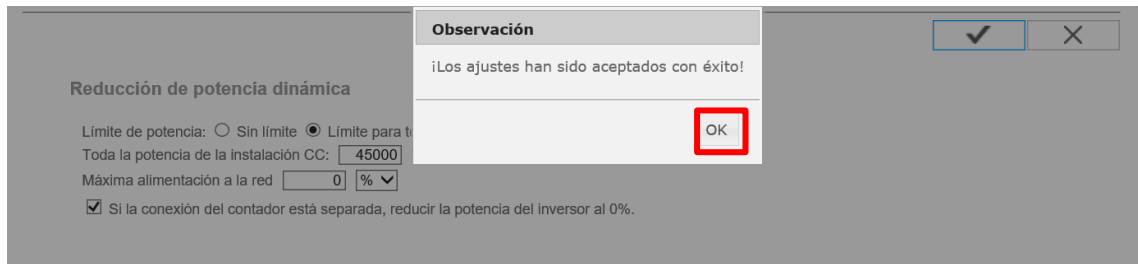 Observación
¡Los ajustes han sido aceptados con éxito!
OK
Reducción de potencia dinámica
Límite de potencia: Sin límite Límite para
Toda la potencia de la instalación CC: 45000
Máxima alimentación a la red 0 %
Si la conexión del contador está separada, reducir la potencia del inversor al 0%.